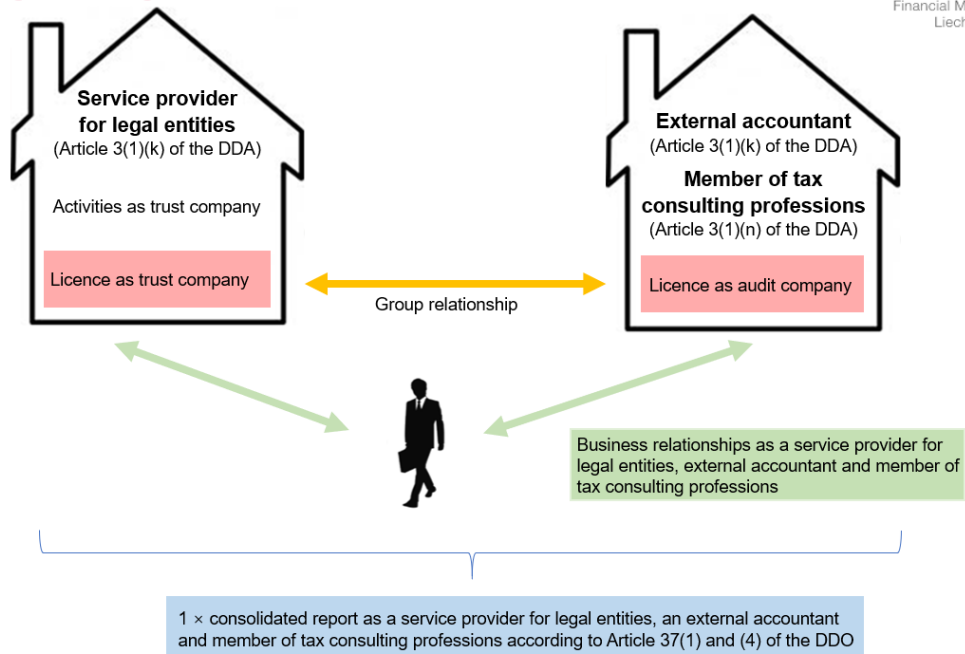 Financial M
Liech
Service provider
for legal entities
(Article 3(1)(k) of the DDA)
Activities as trust company
Licence as trust company
External accountant
(Article 3(1)(k) of the DDA)
Member of tax
consulting professions
(Article 3(1)(n) of the DDA)
Licence as audit company
Group relationship
Business relationships as a service provider for
legal entities, external accountant and member of
tax consulting professions
1 × consolidated report as a service provider for legal entities, an external accountant
and member of tax consulting professions according to Article 37(1) and (4) of the DDO